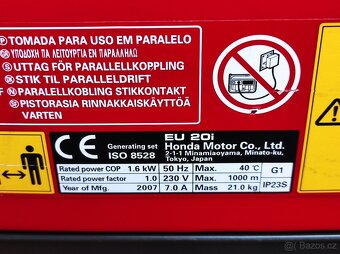 TOMADA PARA USO EM PARALELO
ΥΠΟΔΟΧΗ ΓΙΑ ΛΕΙΤΟΥΡΓΙΑ ΕΝ ΠΑΡΑΛΛΗΛΩ
UTTAG FÖR PARALLELLKOPPLING
STIK TIL PARALLELDRIFT
PARALLELLKOBLING STIKKONTAKT
PISTORASIA RINNAKKAISKÄYTTÖÄ
VARTEN
CE Generating set EU 20i
ISO 8528 Honda Motor Co., Ltd.
2-1-1 Minamiaoyama, Minato-ku,
Tokyo, Japan
Rated power COP 1.6 kW 50 Hz Max. 40°C G1
Rated power factor 1.0 230 V Max. 1000 m IP23S
Year of Mfg. 2007 7.0 A Mass 21.0 kg
Bazos.cz